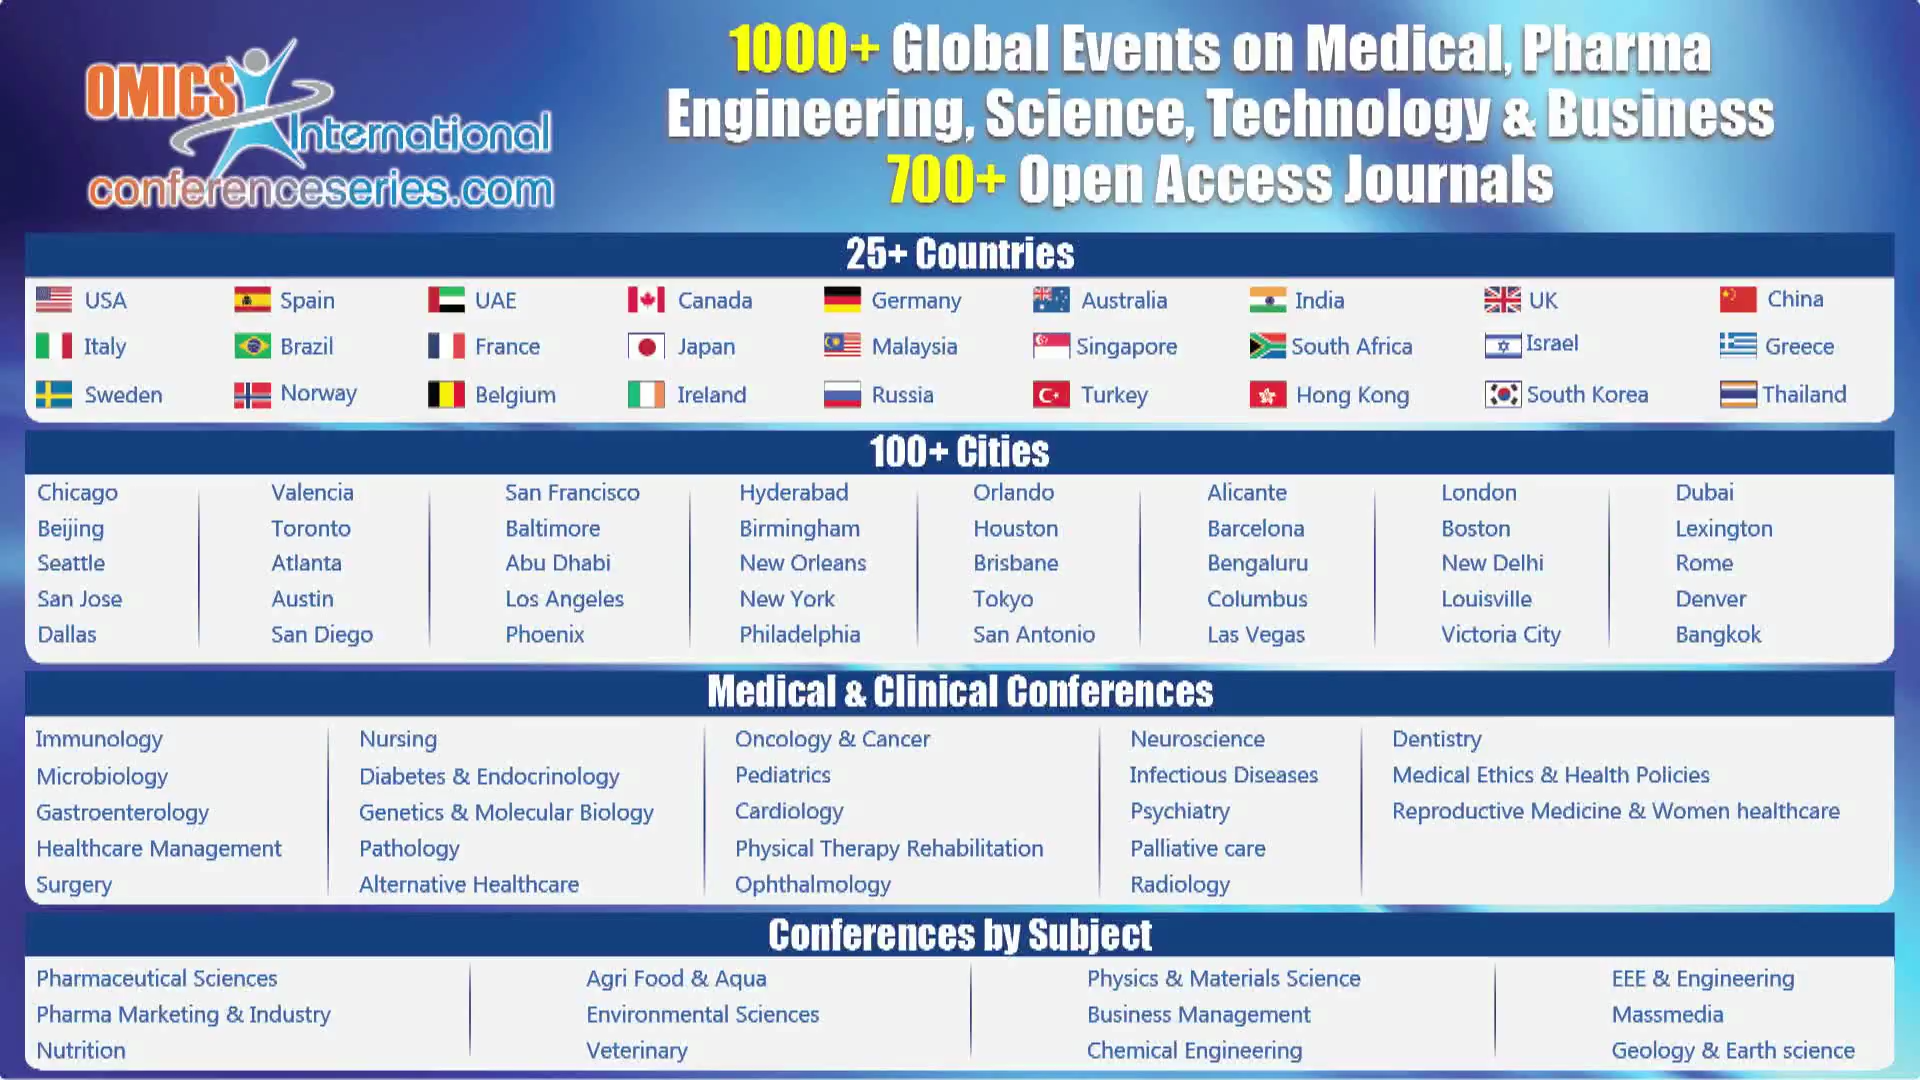 OMICS
International
conferenceseries.com
1000+ Global Events on Medical, Pharma
Engineering, Science, Technology & Business
700+ Open Access Journals
25+ Countries
USA Spain UAE Canada Germany Australia India UK China
Italy Brazil France Japan Malaysia Singapore South Africa Israel Greece
Sweden Norway Belgium Ireland Russia Turkey Hong Kong South Korea Thailand
100+ Cities
Chicago Valencia San Francisco Hyderabad Orlando Alicante London Dubai
Beijing Toronto Baltimore Birmingham Houston Barcelona Boston Lexington
Seattle Atlanta Abu Dhabi New Orleans Brisbane Bengaluru New Delhi Rome
San Jose Austin Los Angeles New York Tokyo Columbus Louisville Denver
Dallas San Diego Phoenix Philadelphia San Antonio Las Vegas Victoria City Bangkok
Medical & Clinical Conferences
Immunology Nursing Oncology & Cancer Neuroscience Dentistry
Microbiology Diabetes & Endocrinology Pediatrics Infectious Diseases Medical Ethics & Health Policies
Gastroenterology Genetics & Molecular Biology Cardiology Psychiatry Reproductive Medicine & Women healthcare
Healthcare Management Pathology Physical Therapy Rehabilitation Palliative care
Surgery Alternative Healthcare Ophthalmology Radiology
Conferences by Subject
Pharmaceutical Sciences Agri Food & Aqua Physics & Materials Science EEE & Engineering
Pharma Marketing & Industry Environmental Sciences Business Management Massmedia
Nutrition Veterinary Chemical Engineering Geology & Earth science